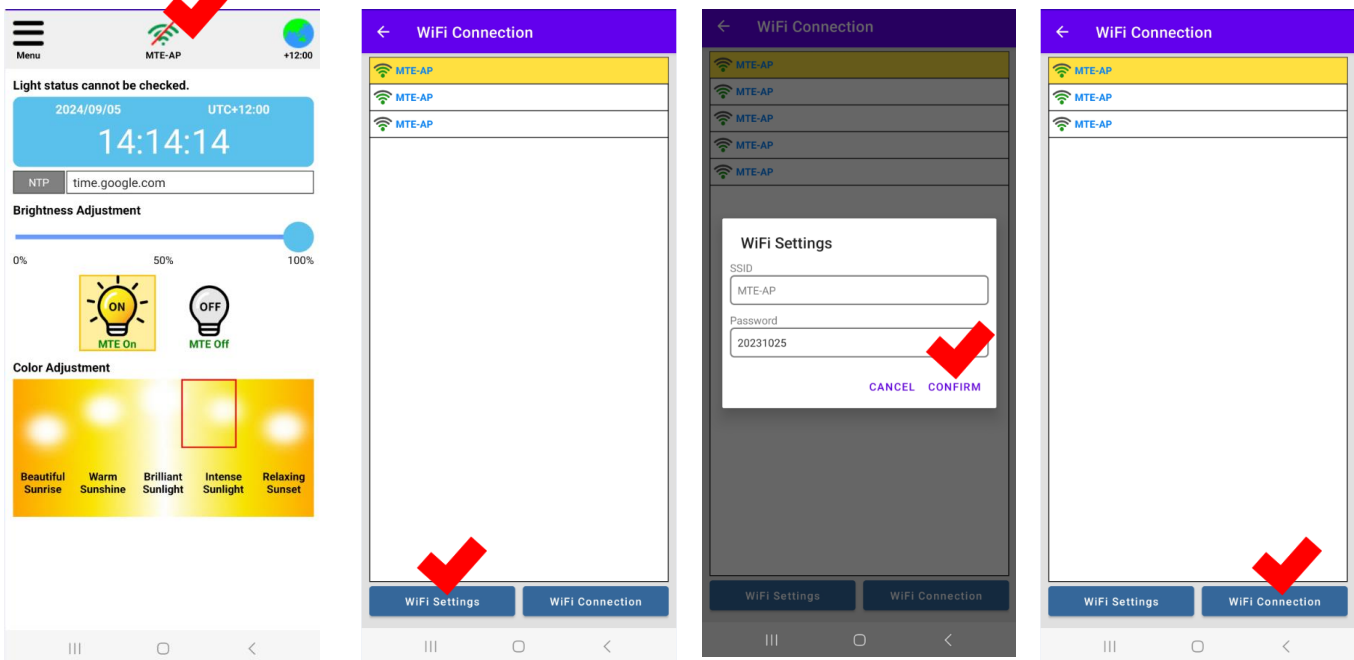 Menu
MTE-AP
+12:00
Light status cannot be checked.
2024/09/05 UTC+12:00
14:14:14
NTP time.google.com
Brightness Adjustment
0% 50% 100%
ON OFF
MTE On MTE Off
Color Adjustment
Beautiful Sunrise
Warm Sunshine
Brilliant Sunlight
Intense Sunlight
Relaxing Sunset
WiFi Connection
MTE-AP
MTE-AP
MTE-AP
WiFi Settings WiFi Connection
WiFi Connection
MTE-AP
MTE-AP
MTE-AP
MTE-AP
MTE-AP
WiFi Settings
SSID
MTE-AP
Password
20231025
CANCEL CONFIRM
WiFi Settings WiFi Connection
WiFi Connection
MTE-AP
MTE-AP
MTE-AP
WiFi Settings WiFi Connection